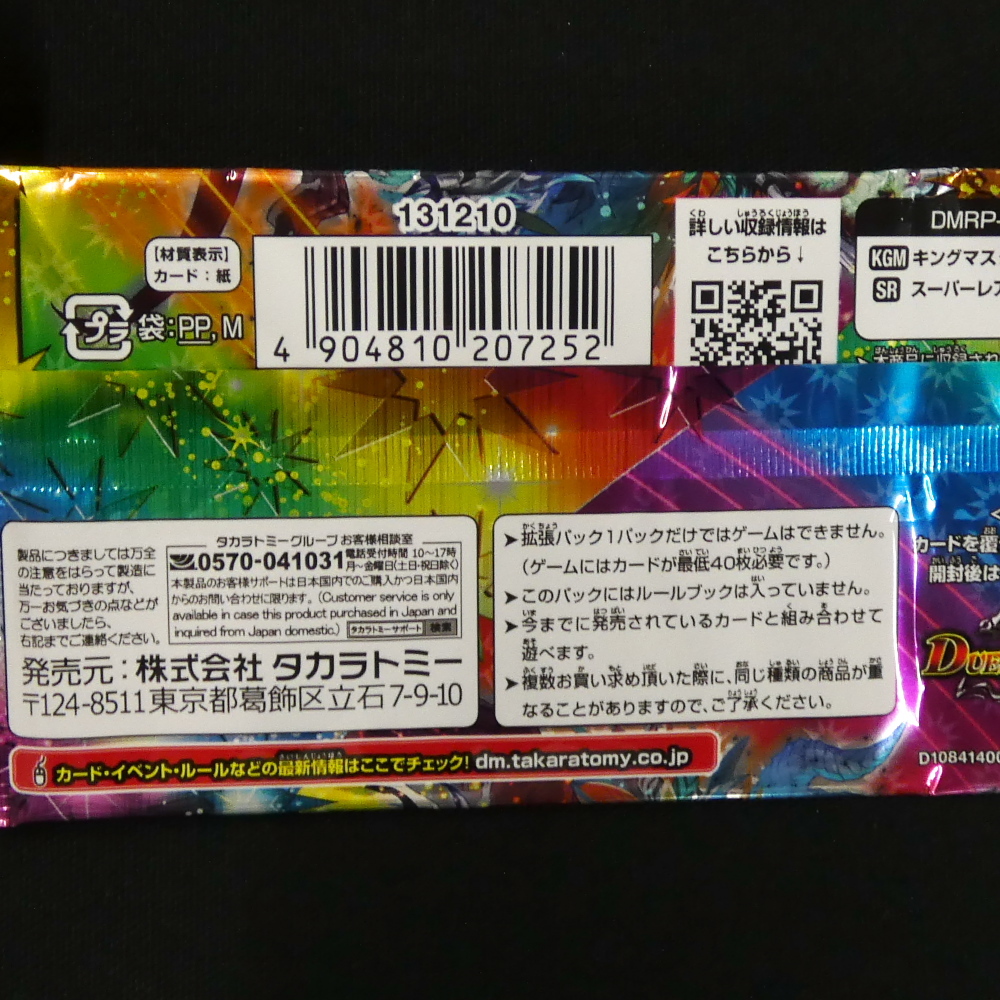 131210
【材質表示】
カード：紙
プラ 袋：PP, M
4 904810 207252
詳しい収録情報は
こちらから↓
DMRP-
KGM キングマス
SR スーパーレア
製品につきましては万全
の注意をはらって製造に
当たっておりますが、
万一お気づきの点などが
ございましたら、
右記までご連絡ください。
タカラトミーグループ お客様相談室
0570-041031 電話受付時間 10〜17時
月〜金曜日(土・日・祝日除く)
本製品のお客様サポートは日本国内でのご購入かつ日本国内
からのお問い合わせに限ります。(Customer service is only
available in case this product purchased in Japan and
inquired from Japan domestic.) タカラトミーサポート 検索
発売元：株式会社 タカラトミー
〒124-8511 東京都葛飾区立石7-9-10
➤拡張パック1パックだけではゲームはできません。
(ゲームにはカードが最低40枚必要です。)
➤このパックにはルールブックは入っていません。
➤今までに発売されているカードと組み合わせて
遊べます。
➤複数お買い求め頂いた際に、同じ種類の商品が重
なることがありますので、ご了承ください。
カードを覆
開封後は
DUE
D1084140
カード・イベント・ルールなどの最新情報はここでチェック! dm.takaratomy.co.jp